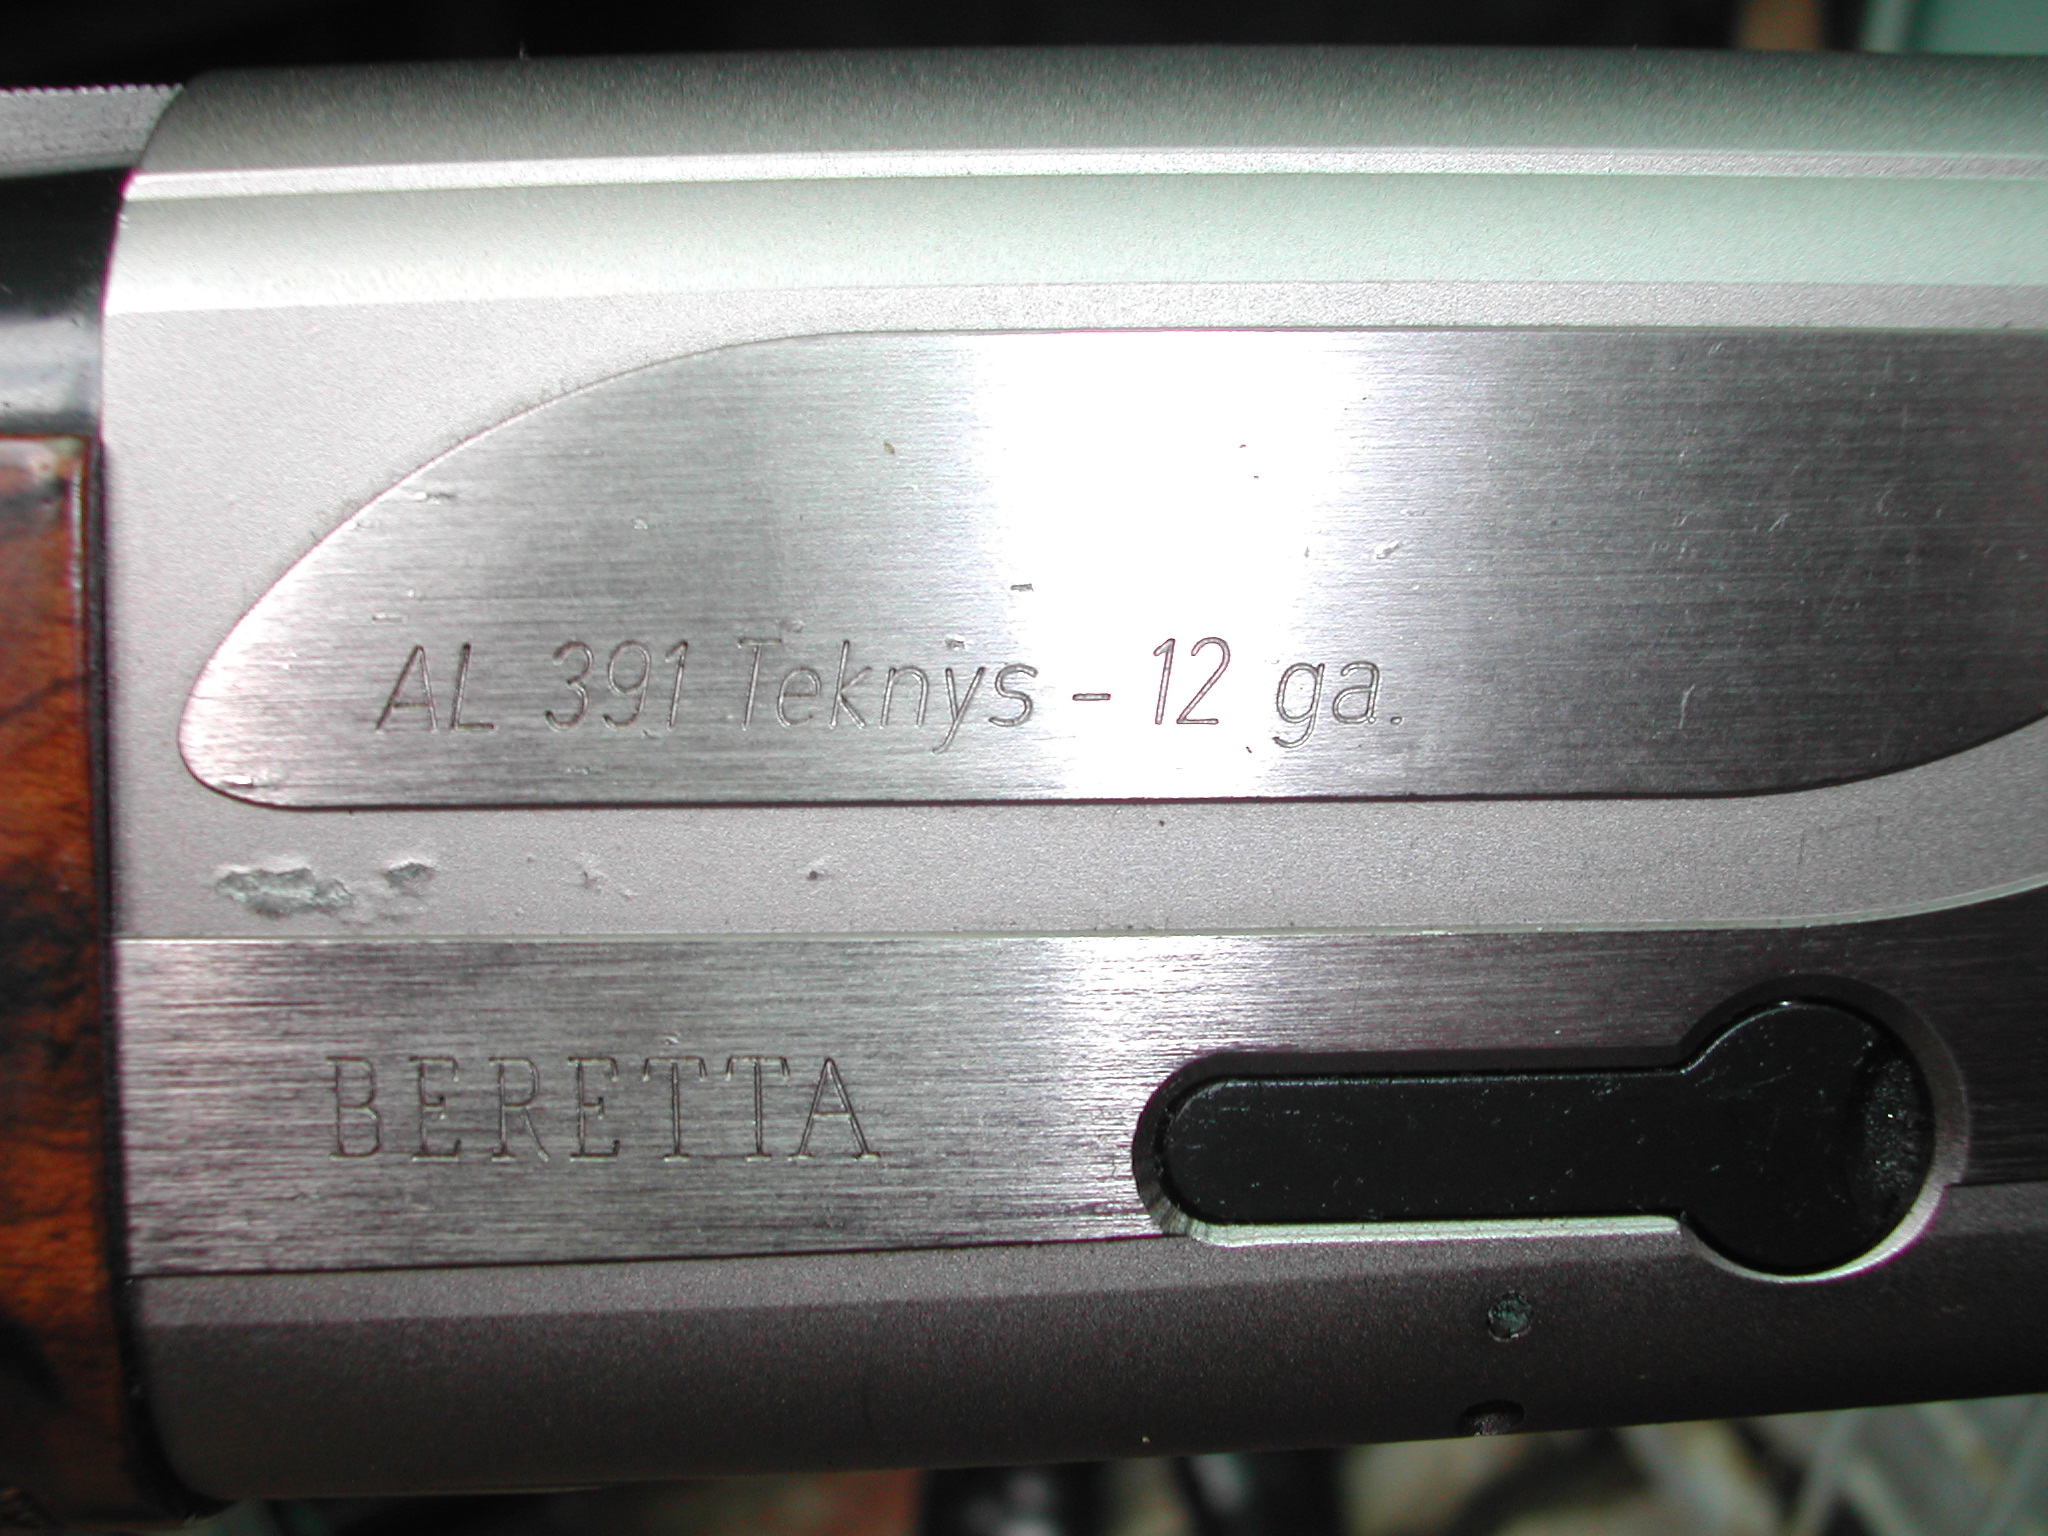 AL 391 Teknys - 12 ga.
BERETTA